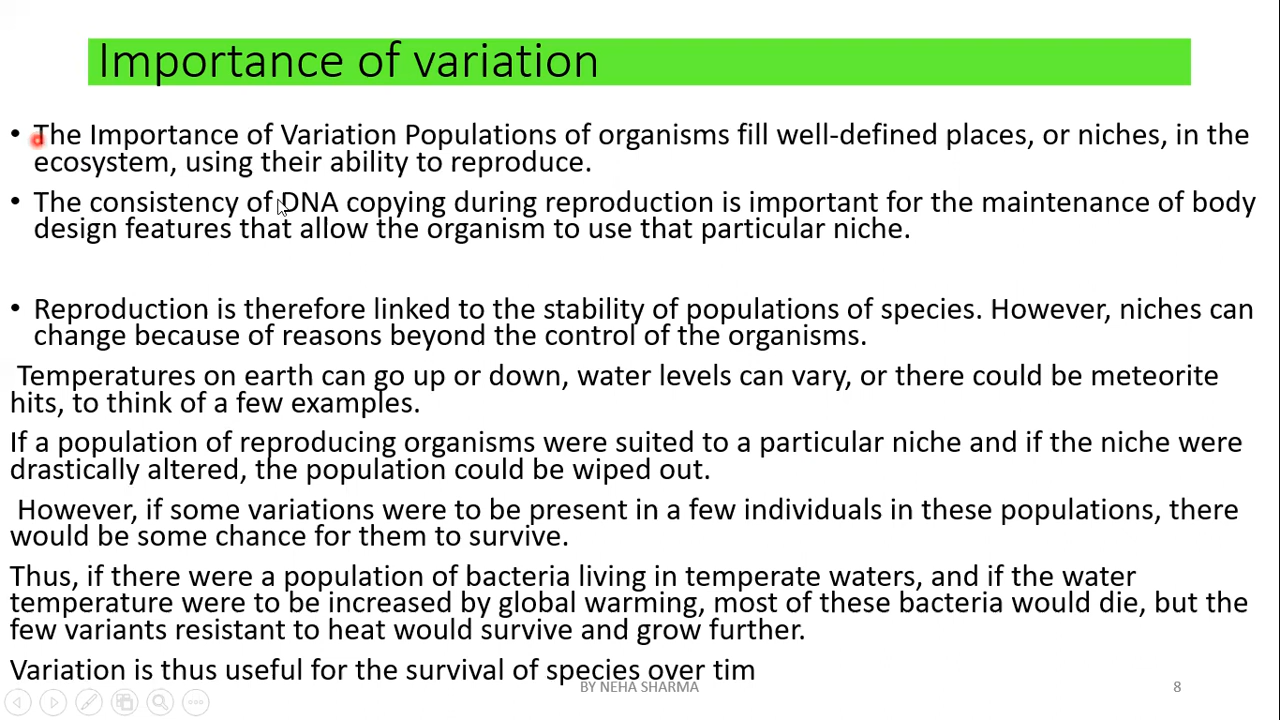 Importance of variation
• The Importance of Variation Populations of organisms fill well-defined places, or niches, in the
ecosystem, using their ability to reproduce.
• The consistency of DNA copying during reproduction is important for the maintenance of body
design features that allow the organism to use that particular niche.
• Reproduction is therefore linked to the stability of populations of species. However, niches can
change because of reasons beyond the control of the organisms.
Temperatures on earth can go up or down, water levels can vary, or there could be meteorite
hits, to think of a few examples.
If a population of reproducing organisms were suited to a particular niche and if the niche were
drastically altered, the population could be wiped out.
However, if some variations were to be present in a few individuals in these populations, there
would be some chance for them to survive.
Thus, if there were a population of bacteria living in temperate waters, and if the water
temperature were to be increased by global warming, most of these bacteria would die, but the
few variants resistant to heat would survive and grow further.
Variation is thus useful for the survival of species over tim
BY NEHA SHARMA
8